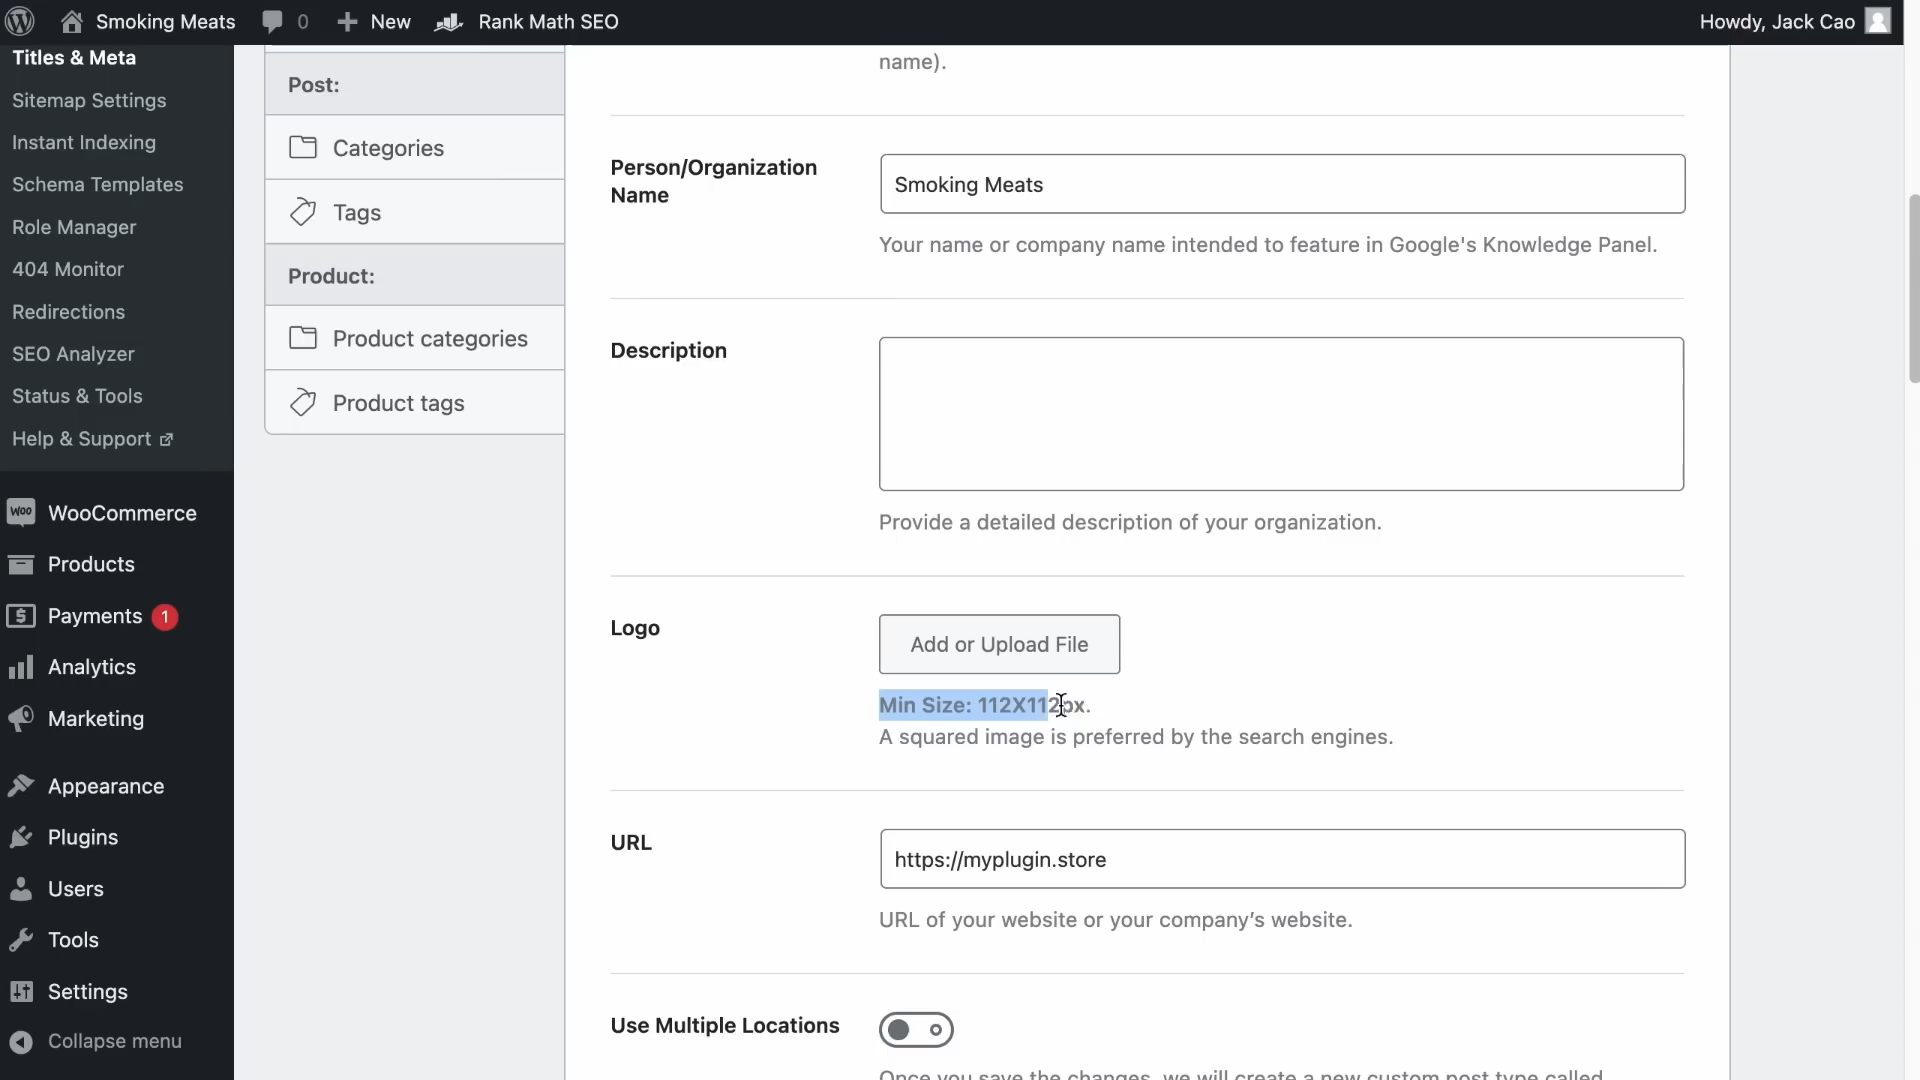 Smoking Meats
0
New
Rank Math SEO
Howdy, Jack Cao
Titles & Meta
Sitemap Settings
Instant Indexing
Schema Templates
Role Manager
404 Monitor
Redirections
SEO Analyzer
Status & Tools
Help & Support
WooCommerce
Products
Payments 1
Analytics
Marketing
Appearance
Plugins
Users
Tools
Settings
Collapse menu
Post:
Categories
Tags
Product:
Product categories
Product tags
name).
Person/Organization
Name
Smoking Meats
Your name or company name intended to feature in Google's Knowledge Panel.
Description
Provide a detailed description of your organization.
Logo
Add or Upload File
Min Size: 112X112px.
A squared image is preferred by the search engines.
URL
https://myplugin.store
URL of your website or your company’s website.
Use Multiple Locations
Once you save the changes, we will create a new custom post type called